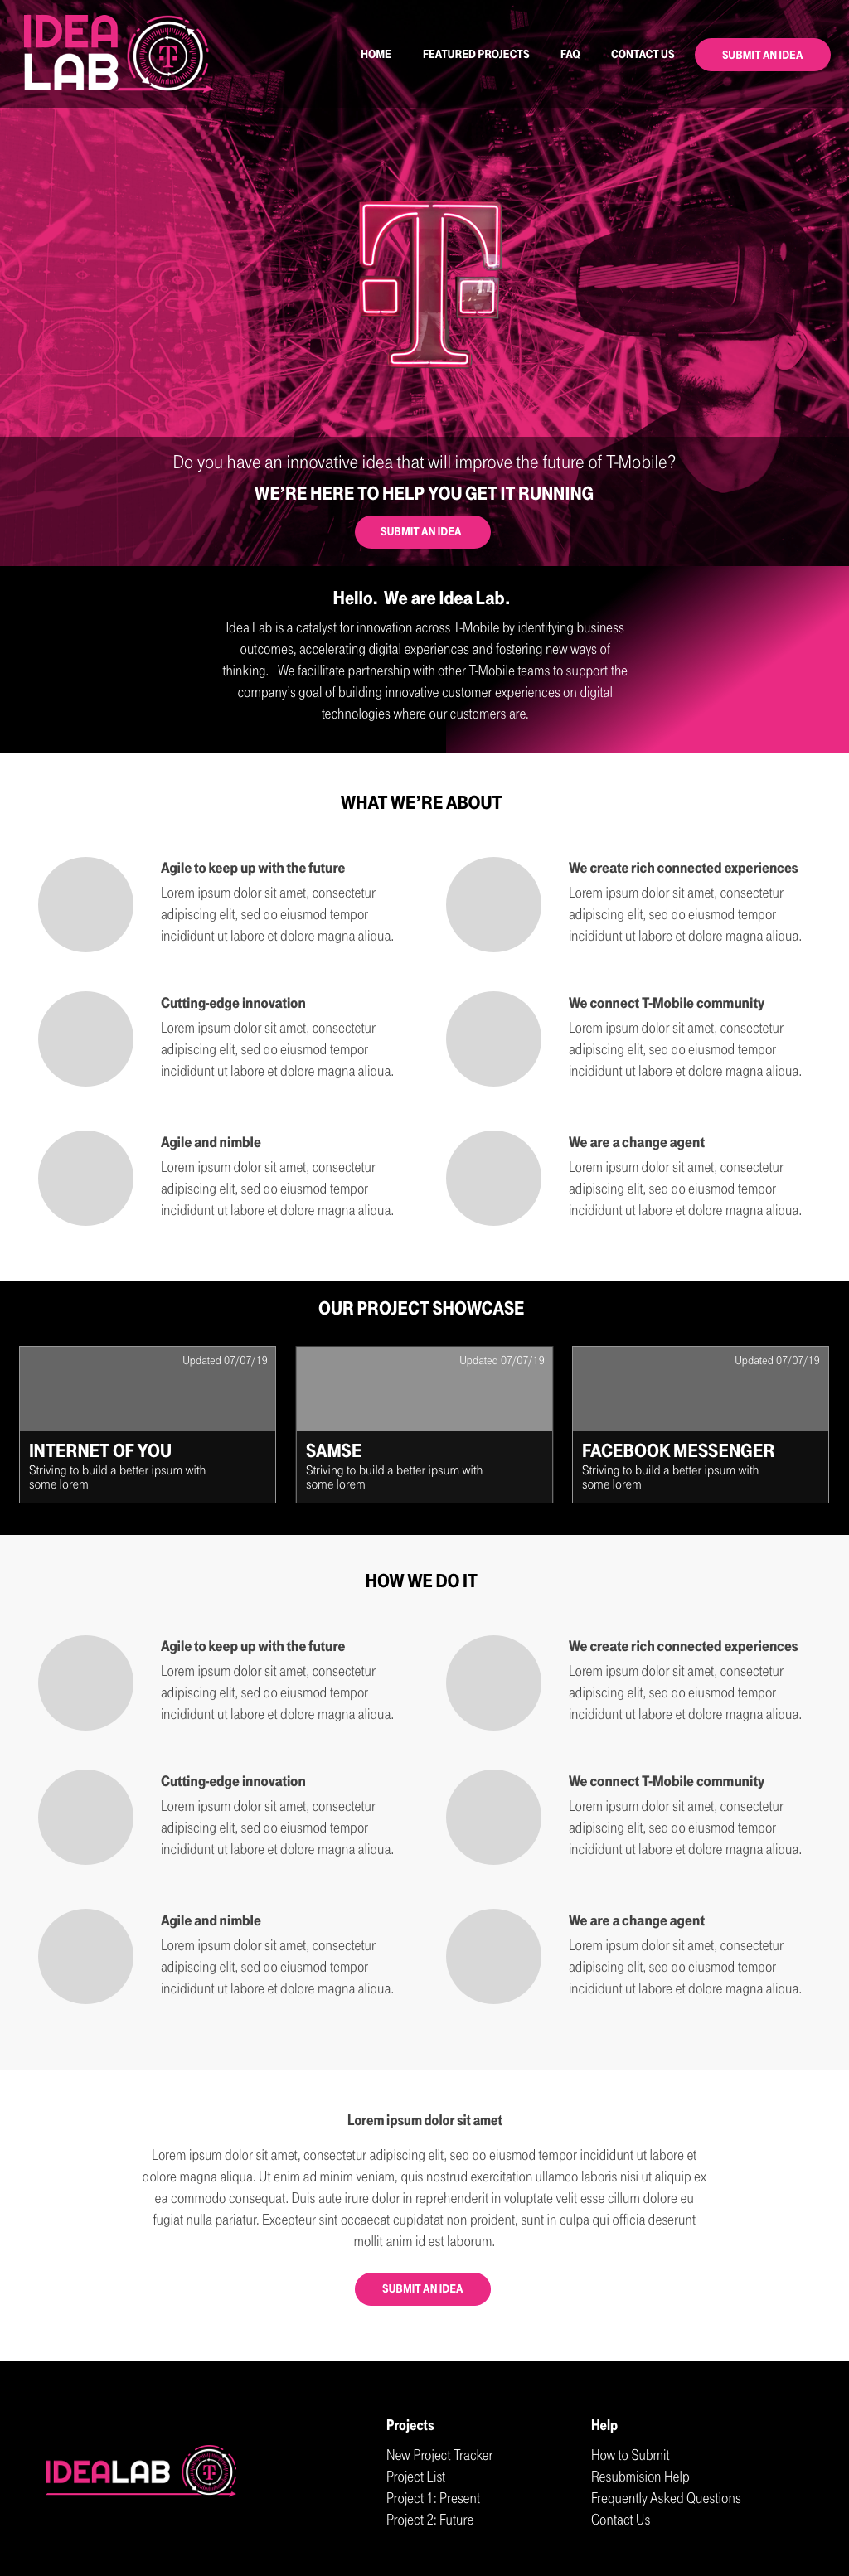 IDEA
LAB
T
HOME FEATURED PROJECTS FAQ CONTACT US SUBMIT AN IDEA
T
Do you have an innovative idea that will improve the future of T-Mobile?
WE’RE HERE TO HELP YOU GET IT RUNNING
SUBMIT AN IDEA
Hello. We are Idea Lab.
Idea Lab is a catalyst for innovation across T-Mobile by identifying business
outcomes, accelerating digital experiences and fostering new ways of
thinking. We facillitate partnership with other T-Mobile teams to support the
company's goal of building innovative customer experiences on digital
technologies where our customers are.
WHAT WE’RE ABOUT
Agile to keep up with the future
Lorem ipsum dolor sit amet, consectetur
adipiscing elit, sed do eiusmod tempor
incididunt ut labore et dolore magna aliqua.
We create rich connected experiences
Lorem ipsum dolor sit amet, consectetur
adipiscing elit, sed do eiusmod tempor
incididunt ut labore et dolore magna aliqua.
Cutting-edge innovation
Lorem ipsum dolor sit amet, consectetur
adipiscing elit, sed do eiusmod tempor
incididunt ut labore et dolore magna aliqua.
We connect T-Mobile community
Lorem ipsum dolor sit amet, consectetur
adipiscing elit, sed do eiusmod tempor
incididunt ut labore et dolore magna aliqua.
Agile and nimble
Lorem ipsum dolor sit amet, consectetur
adipiscing elit, sed do eiusmod tempor
incididunt ut labore et dolore magna aliqua.
We are a change agent
Lorem ipsum dolor sit amet, consectetur
adipiscing elit, sed do eiusmod tempor
incididunt ut labore et dolore magna aliqua.
OUR PROJECT SHOWCASE
Updated 07/07/19
INTERNET OF YOU
Striving to build a better ipsum with
some lorem
Updated 07/07/19
SAMSE
Striving to build a better ipsum with
some lorem
Updated 07/07/19
FACEBOOK MESSENGER
Striving to build a better ipsum with
some lorem
HOW WE DO IT
Agile to keep up with the future
Lorem ipsum dolor sit amet, consectetur
adipiscing elit, sed do eiusmod tempor
incididunt ut labore et dolore magna aliqua.
We create rich connected experiences
Lorem ipsum dolor sit amet, consectetur
adipiscing elit, sed do eiusmod tempor
incididunt ut labore et dolore magna aliqua.
Cutting-edge innovation
Lorem ipsum dolor sit amet, consectetur
adipiscing elit, sed do eiusmod tempor
incididunt ut labore et dolore magna aliqua.
We connect T-Mobile community
Lorem ipsum dolor sit amet, consectetur
adipiscing elit, sed do eiusmod tempor
incididunt ut labore et dolore magna aliqua.
Agile and nimble
Lorem ipsum dolor sit amet, consectetur
adipiscing elit, sed do eiusmod tempor
incididunt ut labore et dolore magna aliqua.
We are a change agent
Lorem ipsum dolor sit amet, consectetur
adipiscing elit, sed do eiusmod tempor
incididunt ut labore et dolore magna aliqua.
Lorem ipsum dolor sit amet
Lorem ipsum dolor sit amet, consectetur adipiscing elit, sed do eiusmod tempor incididunt ut labore et
dolore magna aliqua. Ut enim ad minim veniam, quis nostrud exercitation ullamco laboris nisi ut aliquip ex
ea commodo consequat. Duis aute irure dolor in reprehenderit in voluptate velit esse cillum dolore eu
fugiat nulla pariatur. Excepteur sint occaecat cupidatat non proident, sunt in culpa qui officia deserunt
mollit anim id est laborum.
SUBMIT AN IDEA
IDEALAB T
Projects
New Project Tracker
Project List
Project 1: Present
Project 2: Future
Help
How to Submit
Resubmision Help
Frequently Asked Questions
Contact Us